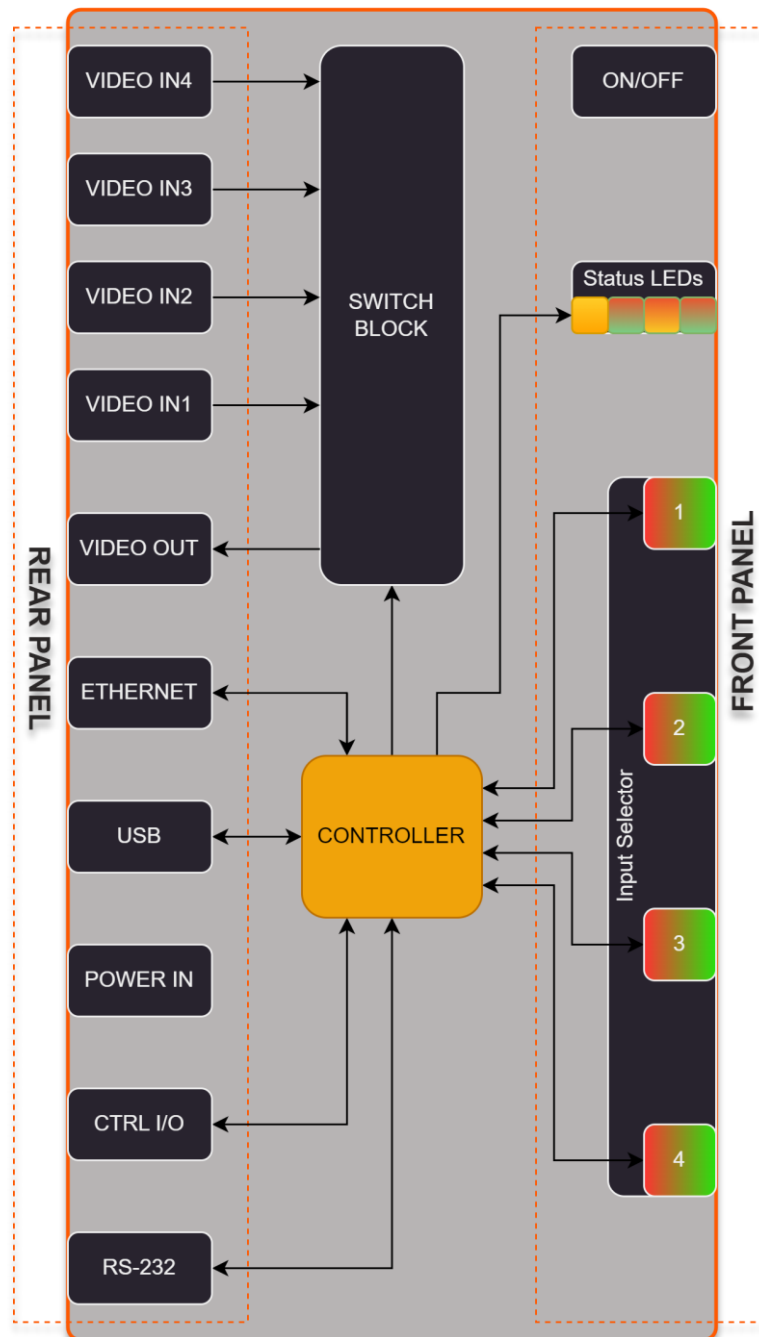 VIDEO IN4
VIDEO IN3
VIDEO IN2
VIDEO IN1
VIDEO OUT
ETHERNET
USB
POWER IN
CTRL I/O
RS-232
REAR PANEL
SWITCH
BLOCK
CONTROLLER
ON/OFF
Status LEDs
Input Selector
1
2
3
4
FRONT PANEL